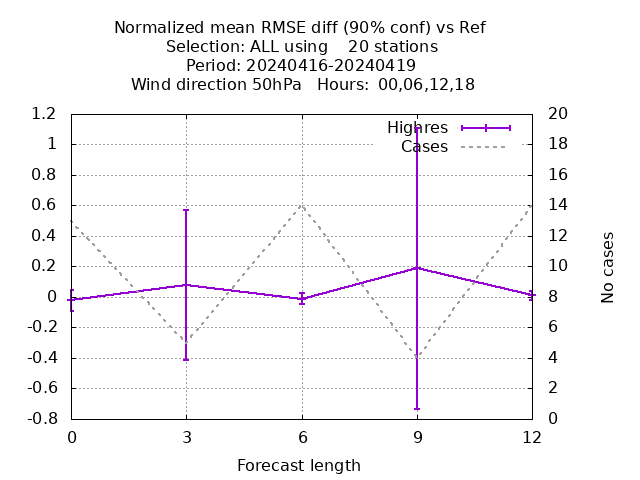 Normalized mean RMSE diff (90% conf) vs Ref
Selection: ALL using    20 stations
Period: 20240416-20240419
Wind direction 50hPa   Hours:  00,06,12,18
1.2
1
0.8
0.6
0.4
0.2
0
-0.2
-0.4
-0.6
-0.8
Highres
Cases
20
18
16
14
12
10
8
6
4
2
0
No cases
0 3 6 9 12
Forecast length